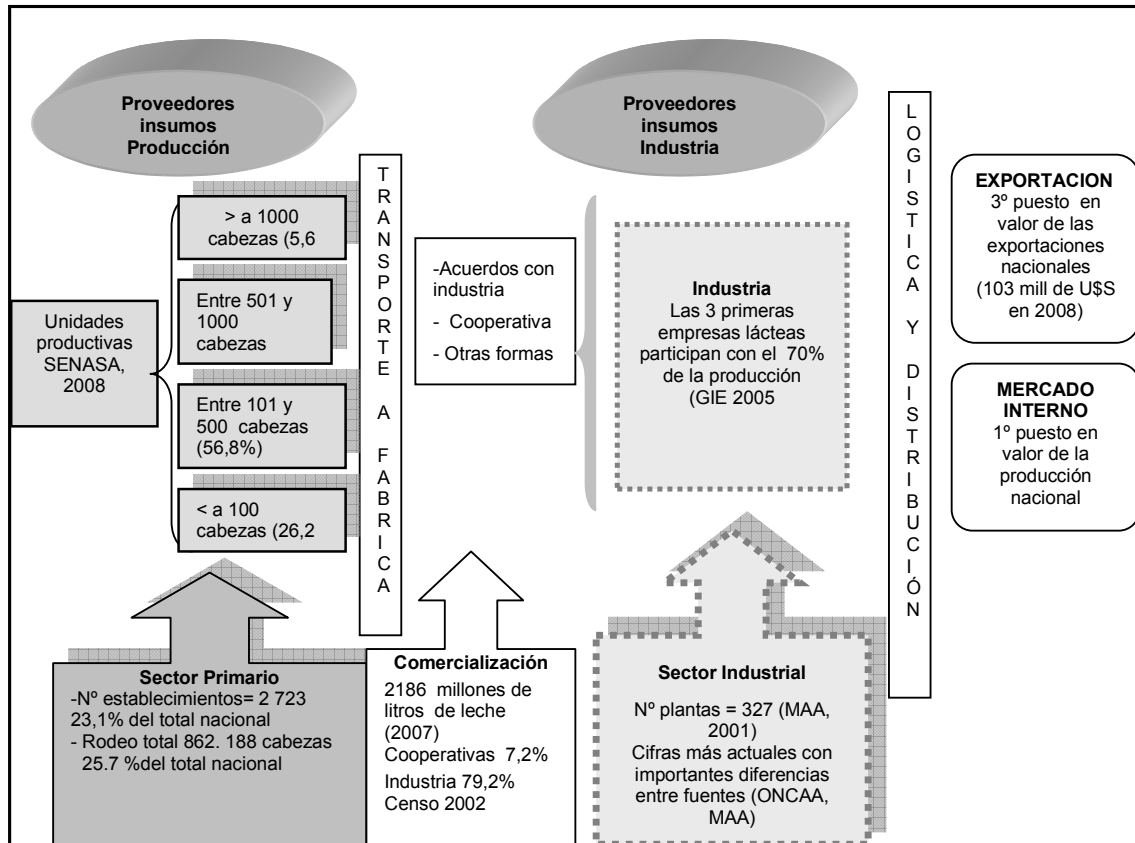 Proveedores
insumos
Producción
Proveedores
insumos
Industria
Unidades
productivas
SENASA,
2008
> a 1000
cabezas (5,6
Entre 501 y
1000
cabezas
Entre 101 y
500 cabezas
(56,8%)
< a 100
cabezas (26,2
TRANSPORTE A FABRICA
-Acuerdos con
industria
- Cooperativa
- Otras formas
Industria
Las 3 primeras
empresas lácteas
participan con el 70%
de la producción
(GIE 2005
LOGISTICA Y DISTRIBUCIÓN
EXPORTACION
3º puesto en
valor de las
exportaciones
nacionales
(103 mill de U$S
en 2008)
MERCADO
INTERNO
1º puesto en
valor de la
producción
nacional
Sector Primario
-Nº establecimientos= 2 723
23,1% del total nacional
- Rodeo total 862. 188 cabezas
25.7 %del total nacional
Comercialización
2186 millones de
litros de leche
(2007)
Cooperativas 7,2%
Industria 79,2%
Censo 2002
Sector Industrial
Nº plantas = 327 (MAA,
2001)
Cifras más actuales con
importantes diferencias
entre fuentes (ONCAA,
MAA)